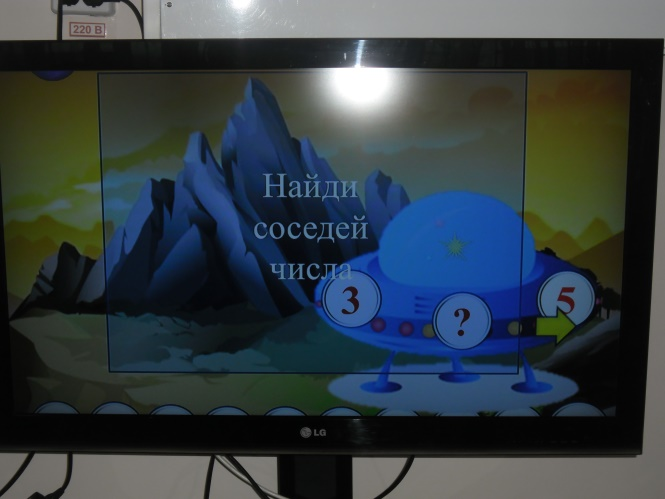 220 В
Найди
соседей
числа
3 ? 5
LG